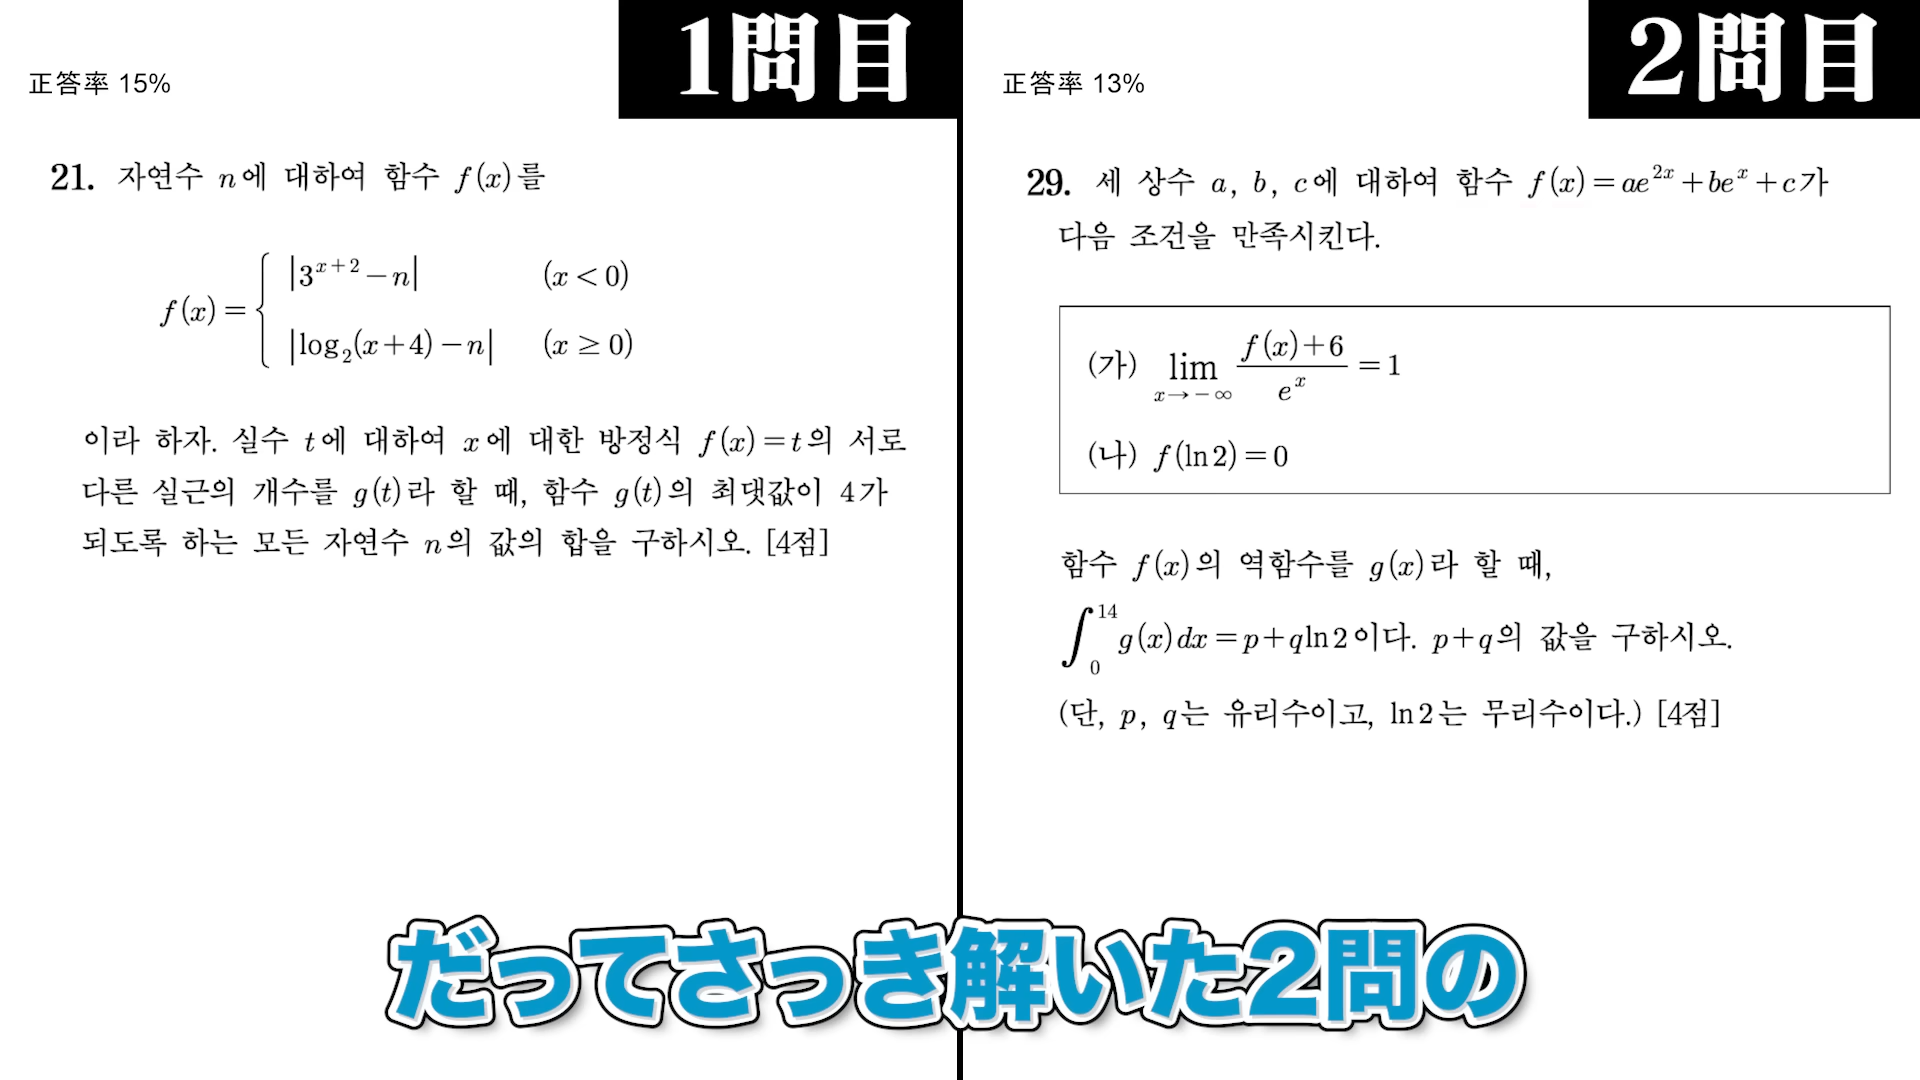 正答率 15%
1問目
21. 자연수 n에 대하여 함수 f(x)를
f(x) = { |3^{x+2} − n| (x < 0)
|log_2(x+4) − n| (x ≥ 0)
이라 하자. 실수 t에 대하여 x에 대한 방정식 f(x) = t의 서로
다른 실근의 개수를 g(t)라 할 때, 함수 g(t)의 최댓값이 4가
되도록 하는 모든 자연수 n의 값의 합을 구하시오. [4점]
正答率 13%
2問目
29. 세 상수 a, b, c에 대하여 함수 f(x) = ae^{2x} + be^x + c가
다음 조건을 만족시킨다.
(가) lim_{x→−∞} \frac{f(x)+6}{e^x} = 1
(나) f(ln 2) = 0
함수 f(x)의 역함수를 g(x)라 할 때,
∫_0^{14} g(x)dx = p + q ln 2이다. p+q의 값을 구하시오.
(단, p, q는 유리수이고, ln 2는 무리수이다.) [4점]
だってさっき解いた2問の